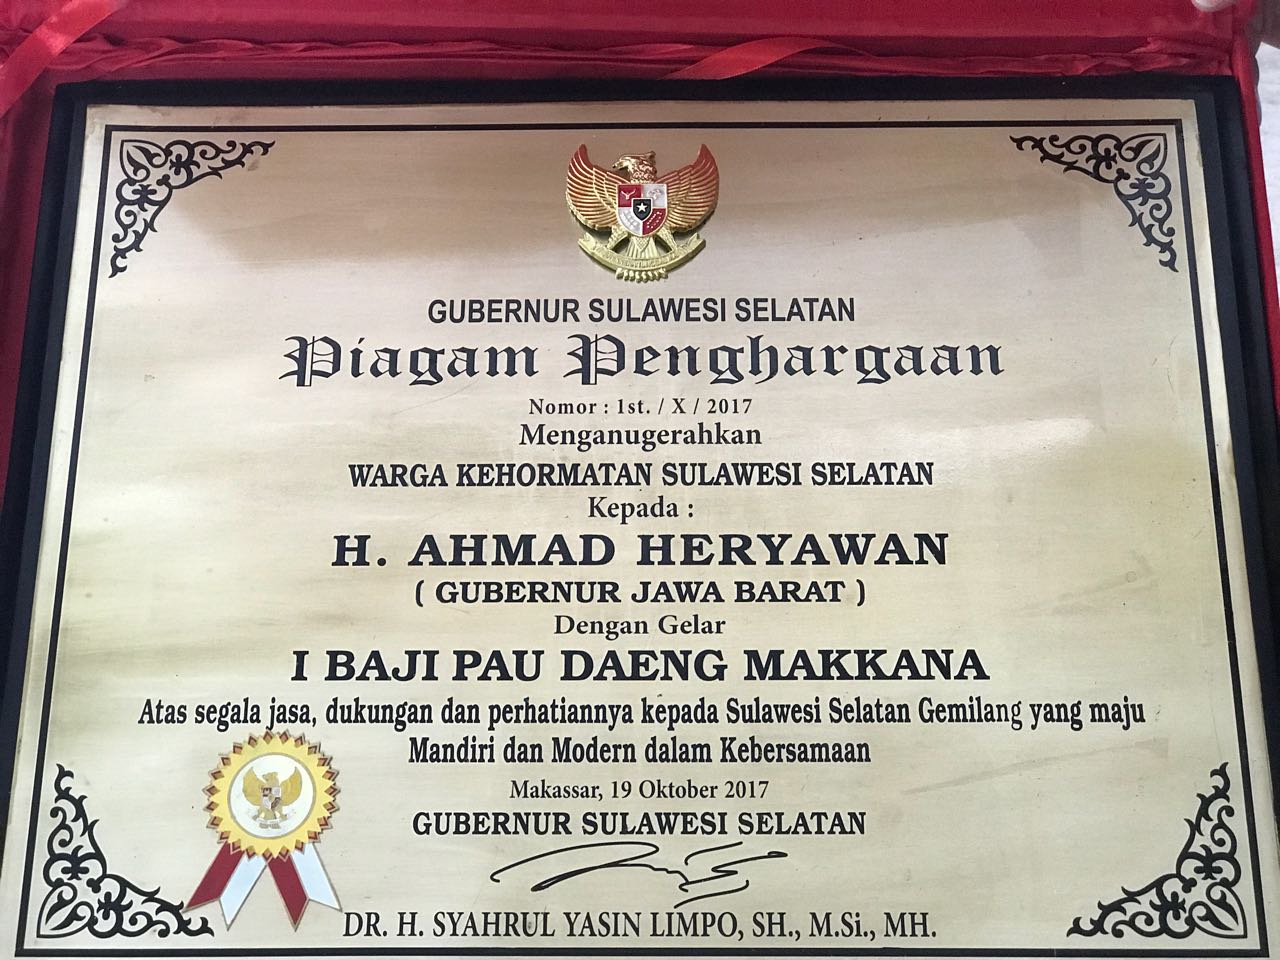 GUBERNUR SULAWESI SELATAN
Piagam Penghargaan
Nomor : 1st. / X / 2017
Menganugerahkan
WARGA KEHORMATAN SULAWESI SELATAN
Kepada :
H. AHMAD HERYAWAN
( GUBERNUR JAWA BARAT )
Dengan Gelar
I BAJI PAU DAENG MAKKANA
Atas segala jasa, dukungan dan perhatiannya kepada Sulawesi Selatan Gemilang yang maju
Mandiri dan Modern dalam Kebersamaan
Makassar, 19 Oktober 2017
GUBERNUR SULAWESI SELATAN
DR. H. SYAHRUL YASIN LIMPO, SH., M.Si., MH.